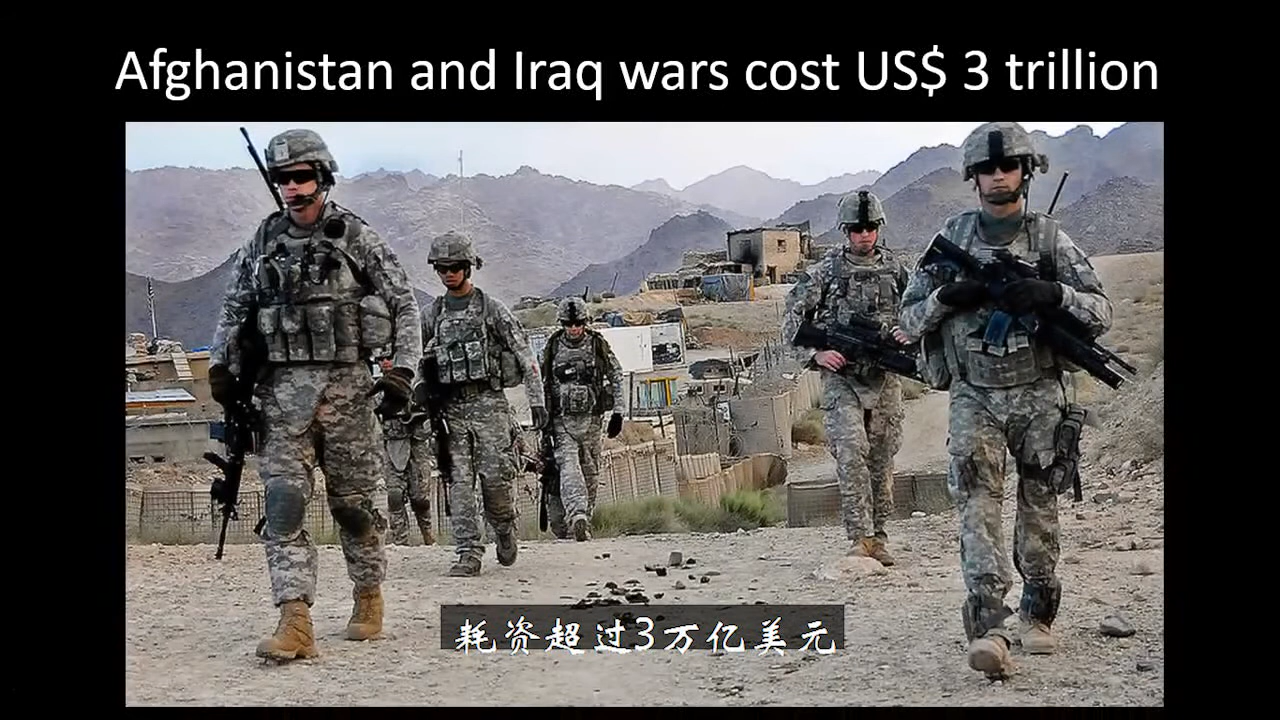 Afghanistan and Iraq wars cost US$ 3 trillion
耗资超过3万亿美元